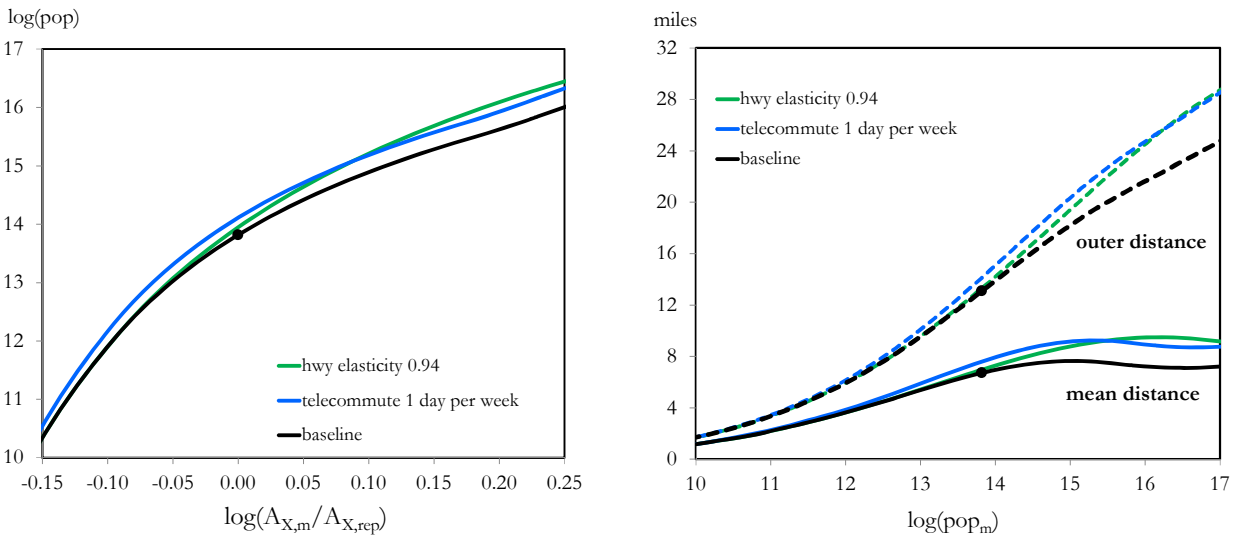 log(pop)
17
16
15
14
13
12
11
10
hwy elasticity 0.94
telecommute 1 day per week
baseline
-0.15 -0.10 -0.05 0.00 0.05 0.10 0.15 0.20 0.25
log(A_X,m/A_X,rep)
miles
32
28
24
20
16
12
8
4
0
hwy elasticity 0.94
telecommute 1 day per week
baseline
outer distance
mean distance
10 11 12 13 14 15 16 17
log(pop_m)